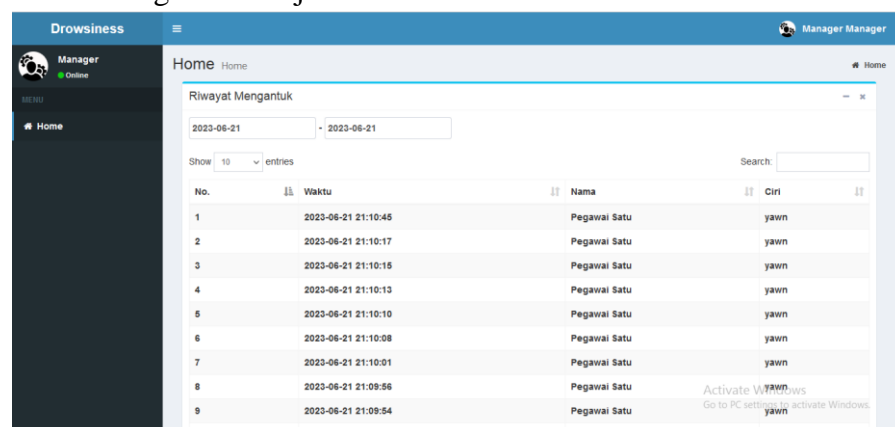 Drowsiness
Manager Manager
Manager
Online
Home Home
Home
MENU
Home
Riwayat Mengantuk
2023-06-21 - 2023-06-21
Show 10 entries Search:
No. Waktu Nama Ciri
1 2023-06-21 21:10:45 Pegawai Satu yawn
2 2023-06-21 21:10:17 Pegawai Satu yawn
3 2023-06-21 21:10:15 Pegawai Satu yawn
4 2023-06-21 21:10:13 Pegawai Satu yawn
5 2023-06-21 21:10:10 Pegawai Satu yawn
6 2023-06-21 21:10:08 Pegawai Satu yawn
7 2023-06-21 21:10:01 Pegawai Satu yawn
8 2023-06-21 21:09:56 Pegawai Satu yawn
9 2023-06-21 21:09:54 Pegawai Satu yawn
Activate Windows
Go to PC settings to activate Windows.